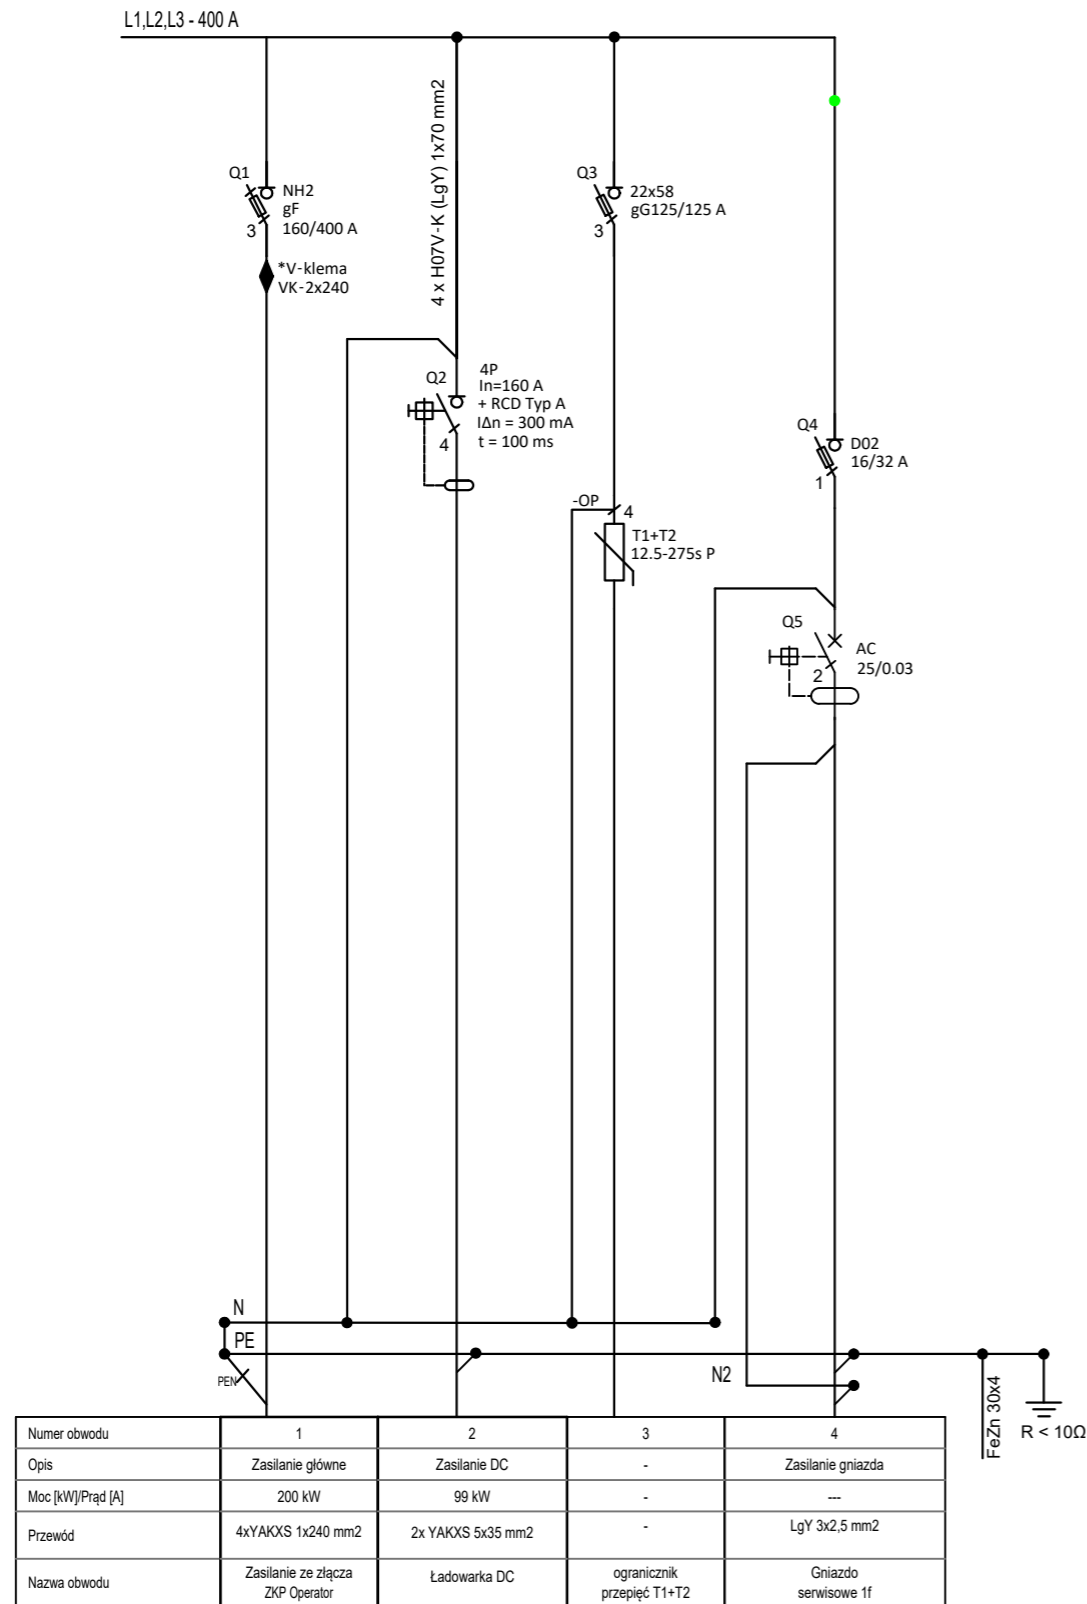 L1,L2,L3 - 400 A
4 x H07V-K (LgY) 1x70 mm2
Q1
NH2
gF
160/400 A
3
*V-klema
VK-2x240
Q2
4P
In=160 A
+ RCD Typ A
IΔn = 300 mA
t = 100 ms
4
Q3
22x58
gG125/125 A
3
-OP
4
T1+T2
12.5-275s P
Q4
D02
16/32 A
1
Q5
AC
25/0.03
2
N
PE
PEN
N2
FeZn 30x4
R < 10Ω
Numer obwodu 1 2 3 4
Opis Zasilanie główne Zasilanie DC - Zasilanie gniazda
Moc [kW]/Prąd [A] 200 kW 99 kW - ---
Przewód 4xYAKXS 1x240 mm2 2x YAKXS 5x35 mm2 - LgY 3x2,5 mm2
Nazwa obwodu Zasilanie ze złącza Ładowarka DC ogranicznik Gniazdo
ZKP Operator przepięć T1+T2 serwisowe 1f